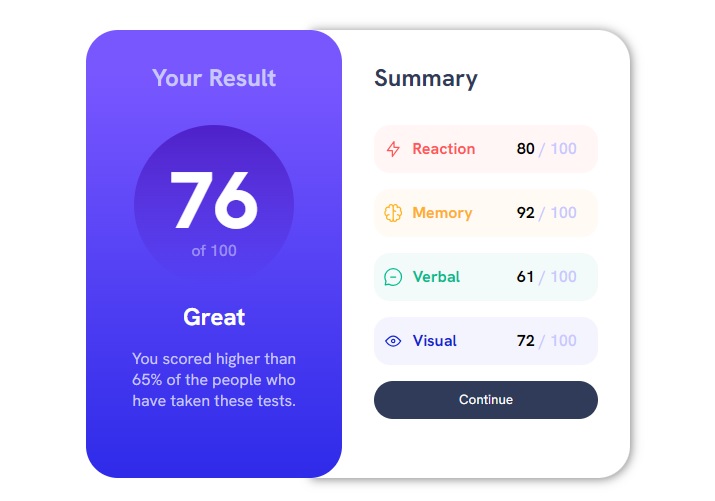 Your Result
76
of 100
Great
You scored higher than
65% of the people who
have taken these tests.
Summary
Reaction 80 / 100
Memory 92 / 100
Verbal 61 / 100
Visual 72 / 100
Continue